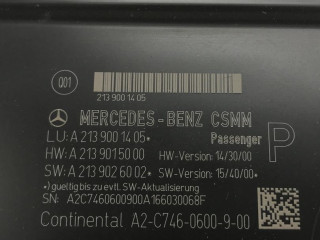 001
213 900 14 05
MERCEDES-BENZ CSMM
LU: A 213 900 14 05* Passenger P
HW: A 213 901 50 00 HW-Version: 14/30/00
SW: A 213 902 60 02* SW-Version: 15/40/00*
*) gueltig bis zu evtl. SW-Aktualisierung
SN: A2C7460600900A166030068F
Continental A2-C746-0600-9-00